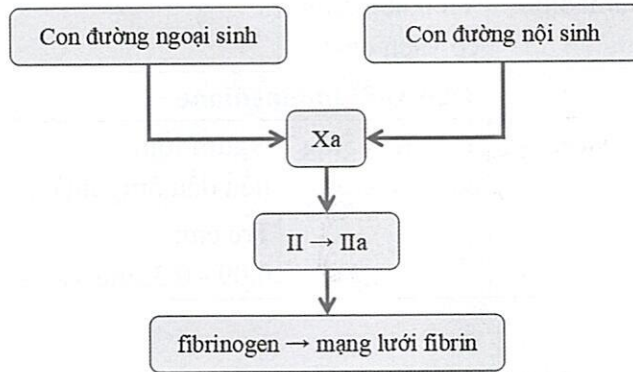 Con đường ngoại sinh
Con đường nội sinh
Xa
II → IIa
fibrinogen → mạng lưới fibrin